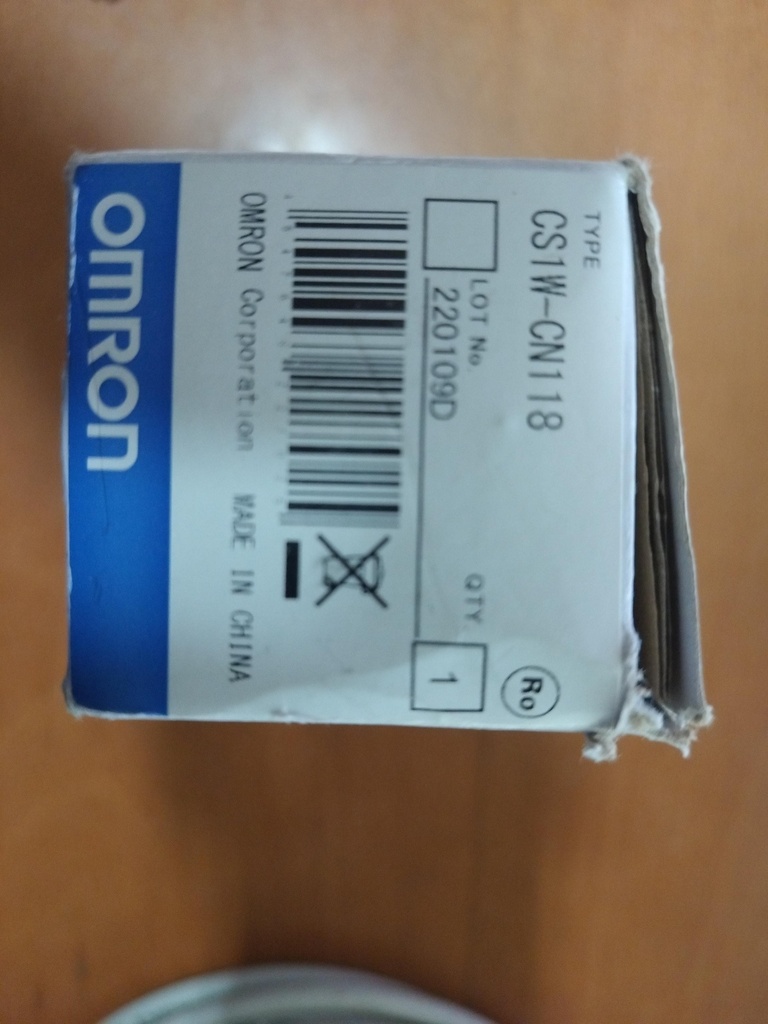 TYPE
CS1W-CN118
Ro
LOT No.
QTY.
220109D
1
OMRON Corporation MADE IN CHINA
OMRON